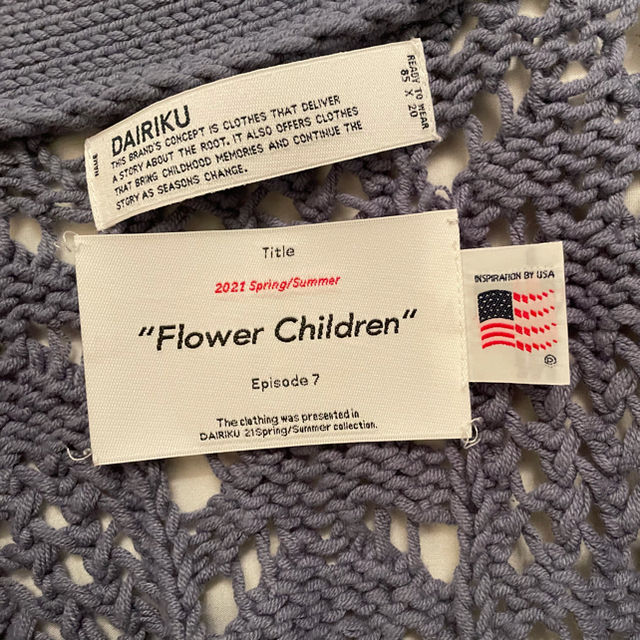 NAME
DAIRIKU
THIS BRAND'S CONCEPT IS CLOTHES THAT DELIVER
A STORY ABOUT THE ROOT. IT ALSO OFFERS CLOTHES
THAT BRING CHILDHOOD MEMORIES AND CONTINUE THE
STORY AS SEASONS CHANGE.
READY TO WEAR
85 X 20
Title
2021 Spring/Summer
"Flower Children"
Episode 7
The clothing was presented in
DAIRIKU 21Spring/Summer collection.
INSPIRATION BY USA